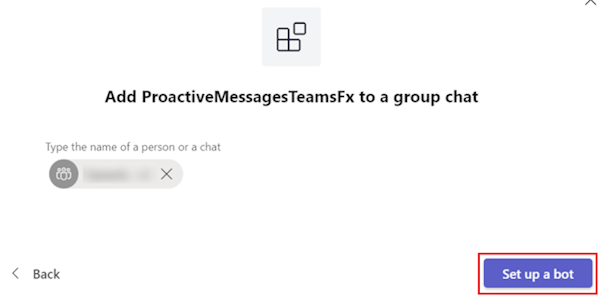 Add ProactiveMessagesTeamsFx to a group chat
Type the name of a person or a chat
Back
Set up a bot